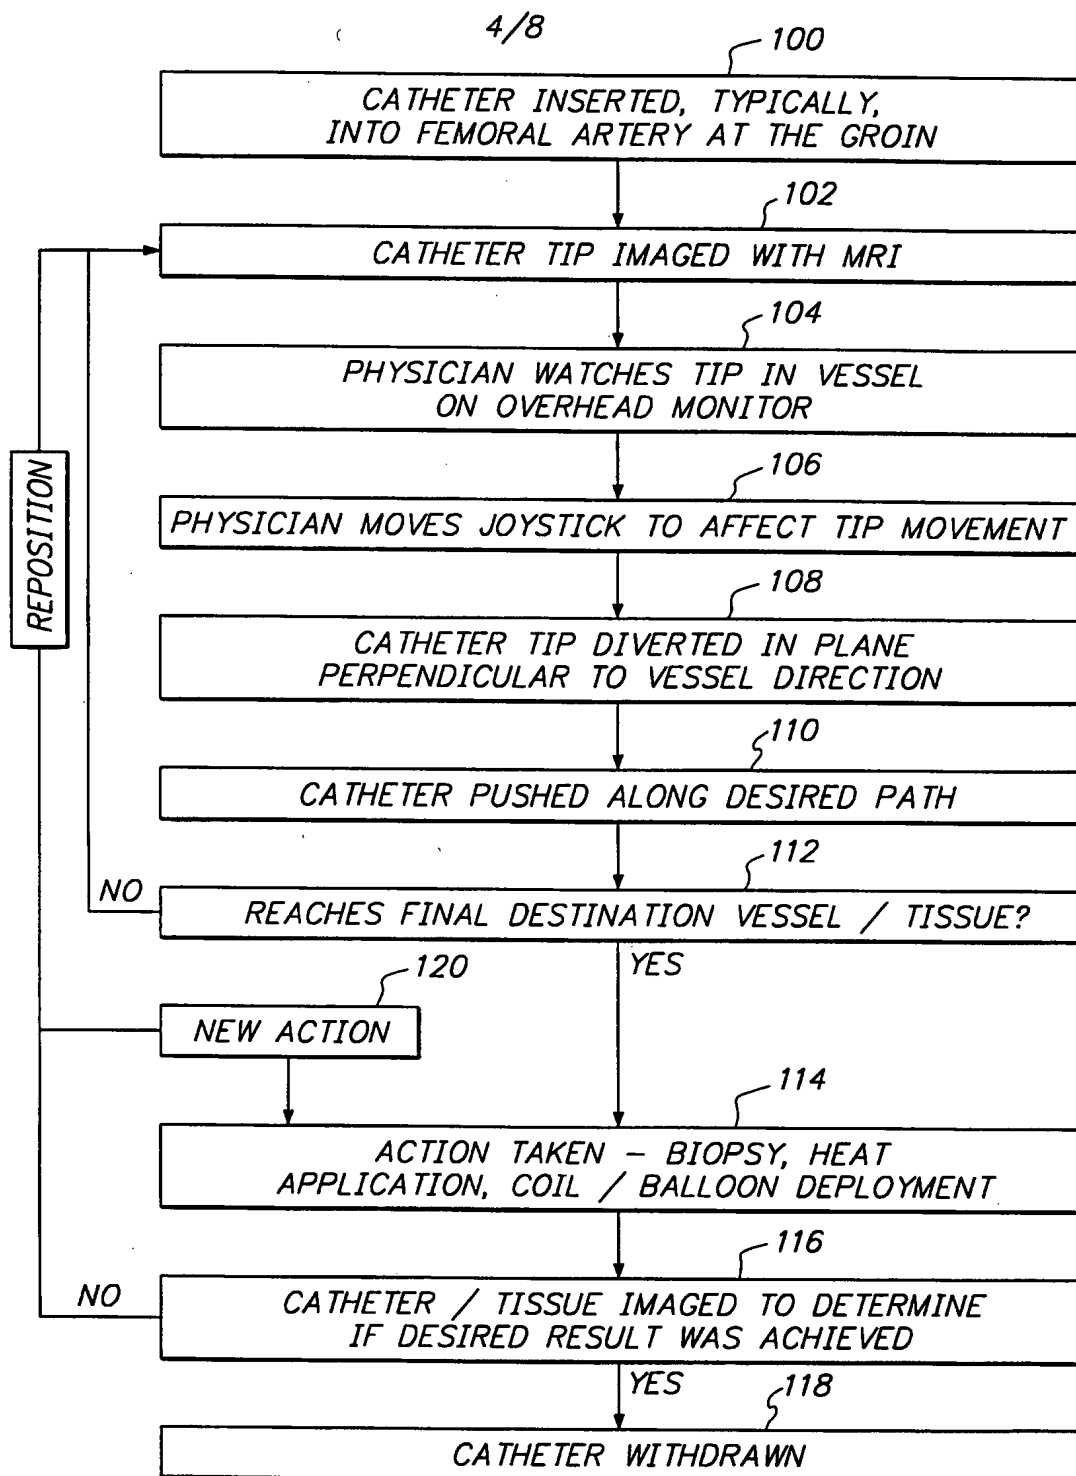 4/8
100
CATHETER INSERTED, TYPICALLY,
INTO FEMORAL ARTERY AT THE GROIN
102
CATHETER TIP IMAGED WITH MRI
104
PHYSICIAN WATCHES TIP IN VESSEL
ON OVERHEAD MONITOR
106
PHYSICIAN MOVES JOYSTICK TO AFFECT TIP MOVEMENT
REPOSITION
108
CATHETER TIP DIVERTED IN PLANE
PERPENDICULAR TO VESSEL DIRECTION
110
CATHETER PUSHED ALONG DESIRED PATH
112
NO
REACHES FINAL DESTINATION VESSEL / TISSUE?
YES
120
NEW ACTION
114
ACTION TAKEN – BIOPSY, HEAT
APPLICATION, COIL / BALLOON DEPLOYMENT
116
NO
CATHETER / TISSUE IMAGED TO DETERMINE
IF DESIRED RESULT WAS ACHIEVED
YES
118
CATHETER WITHDRAWN